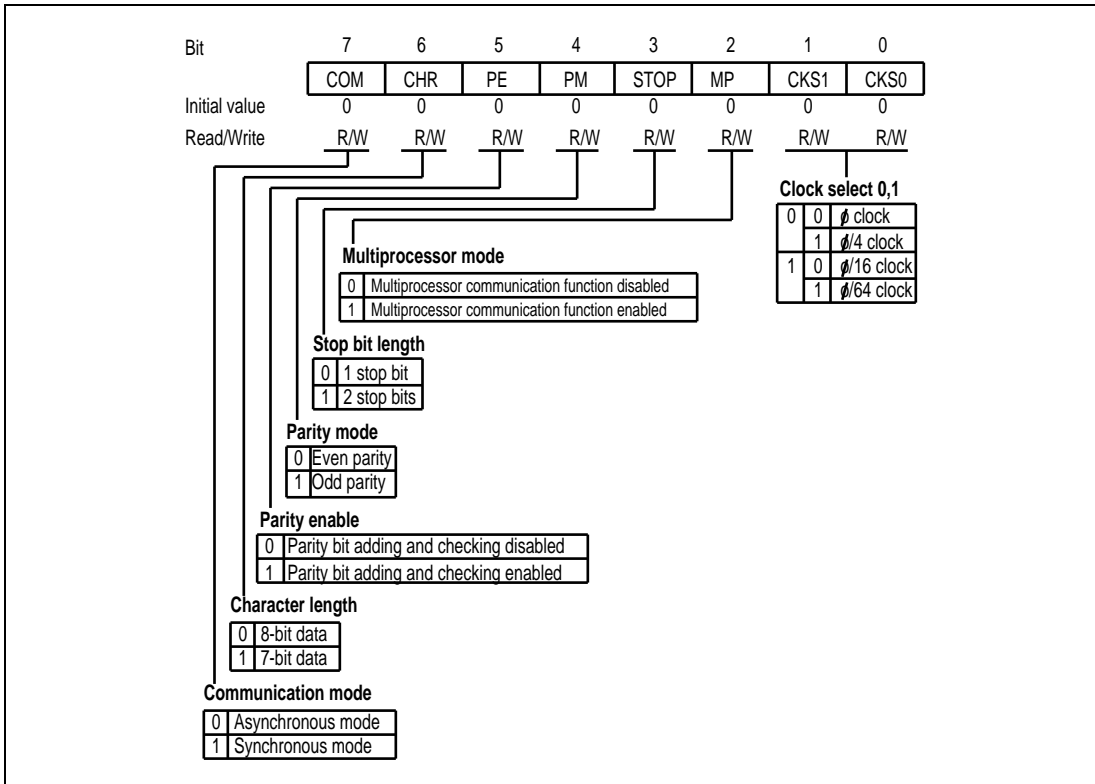 Bit 7 6 5 4 3 2 1 0
COM CHR PE PM STOP MP CKS1 CKS0
Initial value 0 0 0 0 0 0 0 0
Read/Write R/W R/W R/W R/W R/W R/W R/W R/W
Clock select 0,1
0 0 ϕ clock
1 ϕ/4 clock
1 0 ϕ/16 clock
1 ϕ/64 clock
Multiprocessor mode
0 Multiprocessor communication function disabled
1 Multiprocessor communication function enabled
Stop bit length
0 1 stop bit
1 2 stop bits
Parity mode
0 Even parity
1 Odd parity
Parity enable
0 Parity bit adding and checking disabled
1 Parity bit adding and checking enabled
Character length
0 8-bit data
1 7-bit data
Communication mode
0 Asynchronous mode
1 Synchronous mode